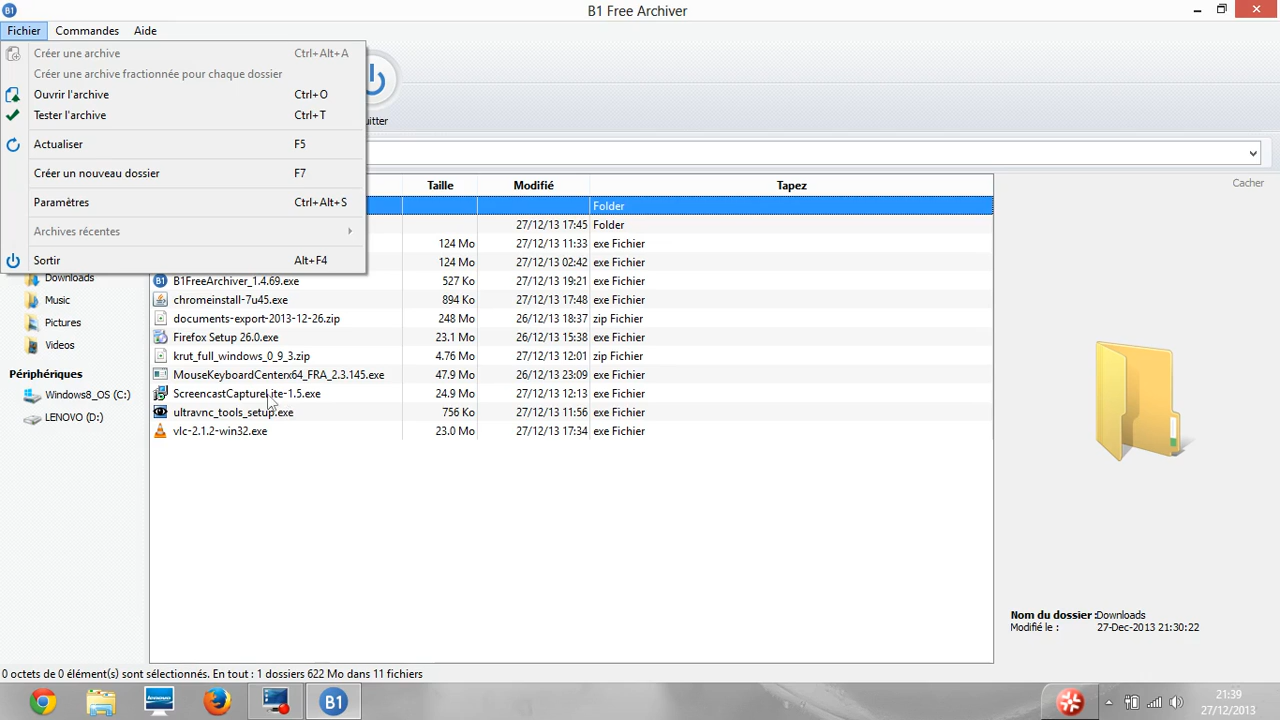 B1 Free Archiver
Fichier Commandes Aide
Créer une archive Ctrl+Alt+A
Créer une archive fractionnée pour chaque dossier
Ouvrir l'archive Ctrl+O
Tester l'archive Ctrl+T
Actualiser F5
Créer un nouveau dossier F7
Paramètres Ctrl+Alt+S
Archives récentes
Sortir Alt+F4
uitter
Taille Modifié Tapez
Cacher
Folder
27/12/13 17:45 Folder
124 Mo 27/12/13 11:33 exe Fichier
124 Mo 27/12/13 02:42 exe Fichier
B1FreeArchiver_1.4.69.exe 527 Ko 27/12/13 19:21 exe Fichier
chromeinstall-7u45.exe 894 Ko 27/12/13 17:48 exe Fichier
documents-export-2013-12-26.zip 248 Mo 26/12/13 18:37 zip Fichier
Firefox Setup 26.0.exe 23.1 Mo 26/12/13 15:38 exe Fichier
krut_full_windows_0_9_3.zip 4.76 Mo 27/12/13 12:01 zip Fichier
MouseKeyboardCenterx64_FRA_2.3.145.exe 47.9 Mo 26/12/13 23:09 exe Fichier
ScreencastCaptureLite-1.5.exe 24.9 Mo 27/12/13 12:13 exe Fichier
ultravnc_tools_setup.exe 756 Ko 27/12/13 11:56 exe Fichier
vlc-2.1.2-win32.exe 23.0 Mo 27/12/13 17:34 exe Fichier
Downloads
Music
Pictures
Videos
Périphériques
Windows8_OS (C:)
LENOVO (D:)
Nom du dossier : Downloads
Modifié le : 27-Dec-2013 21:30:22
0 octets de 0 élément(s) sont sélectionnés. En tout : 1 dossiers 622 Mo dans 11 fichiers
lenovo
B1
21:39
27/12/2013